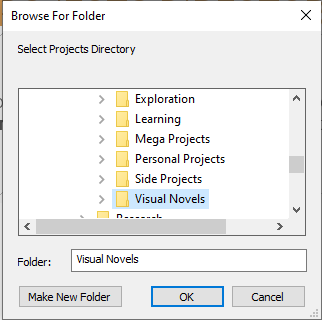 Browse For Folder
Select Projects Directory
Exploration
Learning
Mega Projects
Personal Projects
Side Projects
Visual Novels
Research
Folder: Visual Novels
Make New Folder OK Cancel